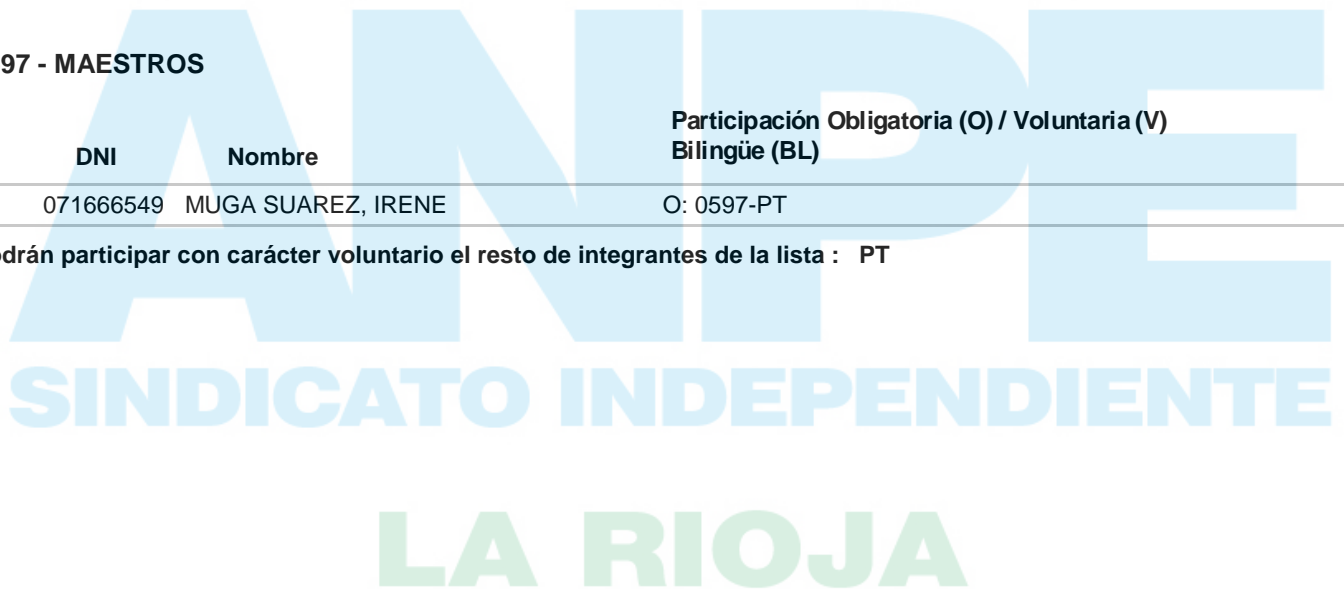 97 - MAESTROS
Participación Obligatoria (O) / Voluntaria (V)
Bilingüe (BL)
DNI Nombre
071666549 MUGA SUAREZ, IRENE O: 0597-PT
odrán participar con carácter voluntario el resto de integrantes de la lista : PT
ANPE
SINDICATO INDEPENDIENTE
LA RIOJA